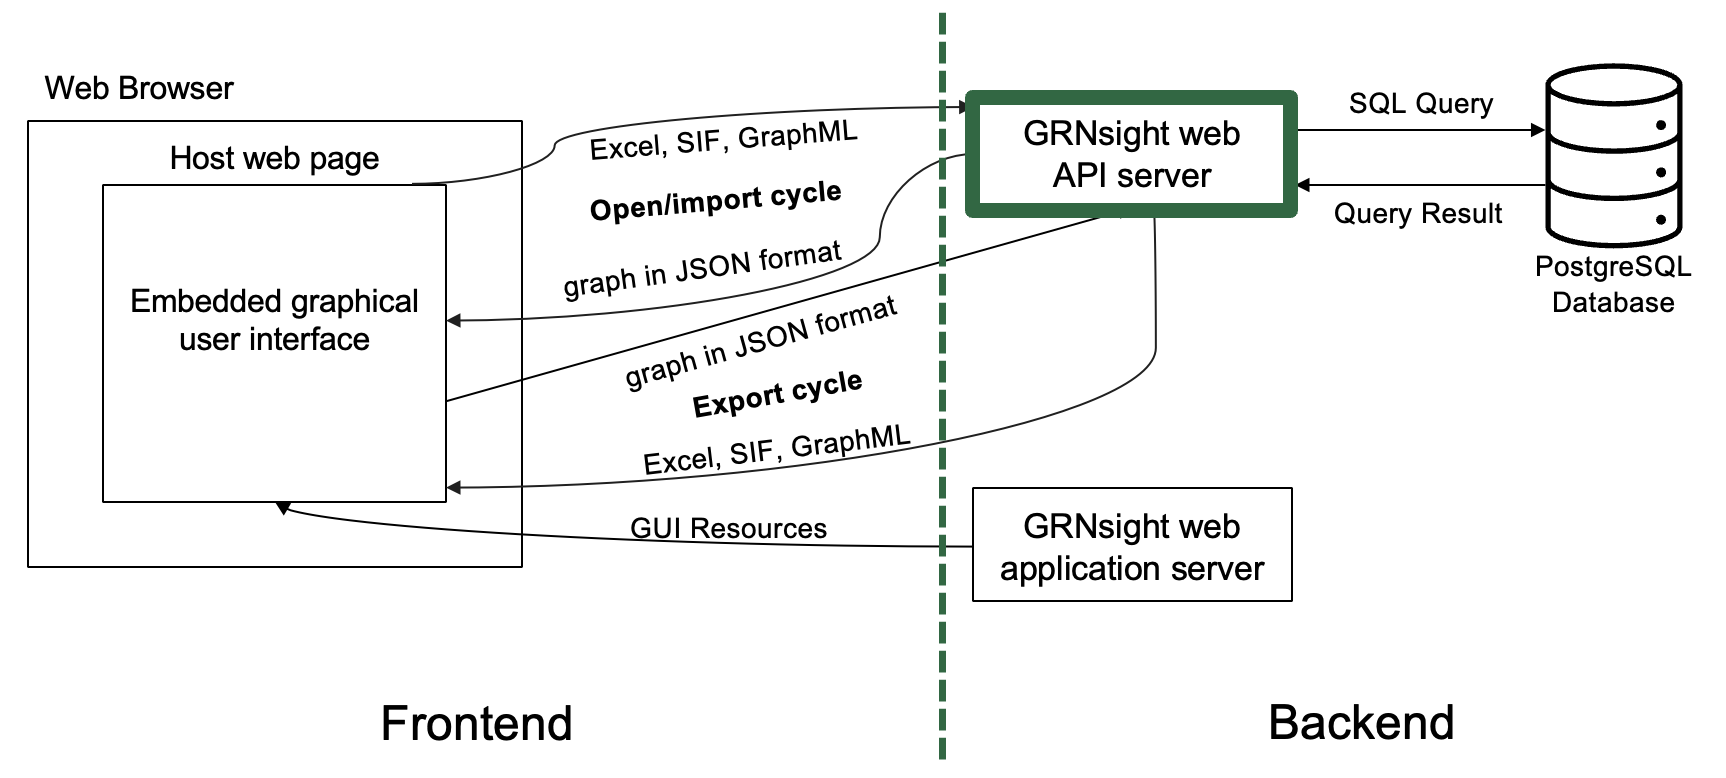 Web Browser
Host web page
Embedded graphical
user interface
Excel, SIF, GraphML
Open/import cycle
graph in JSON format
graph in JSON format
Export cycle
Excel, SIF, GraphML
GUI Resources
GRNsight web
API server
SQL Query
Query Result
PostgreSQL
Database
GRNsight web
application server
Frontend
Backend